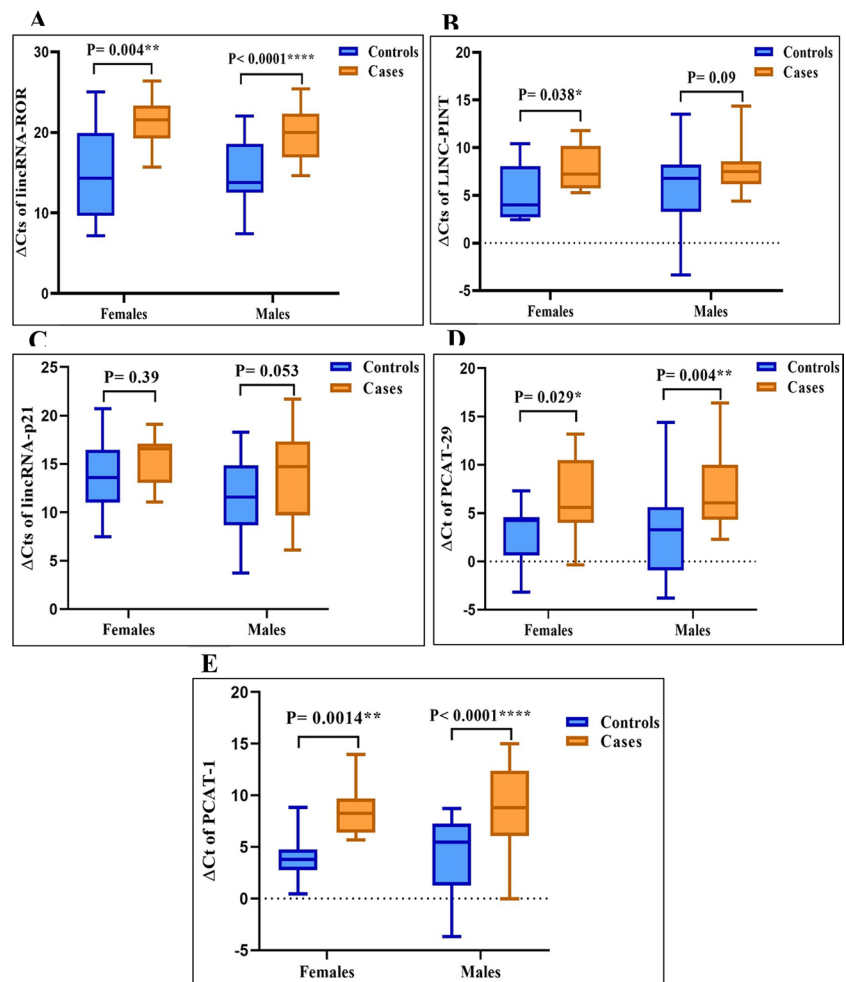 A
P= 0.004**
P< 0.0001****
Controls
Cases
30
20
10
0
ΔCts of lincRNA-ROR
Females
Males
B
P= 0.038*
P= 0.09
Controls
Cases
20
15
10
5
0
-5
ΔCts of LINC-PINT
Females
Males
C
P= 0.39
P= 0.053
Controls
Cases
25
20
15
10
5
0
ΔCts of lincRNA-p21
Females
Males
D
P= 0.029*
P= 0.004**
Controls
Cases
20
15
10
5
0
-5
ΔCt of PCAT-29
Females
Males
E
P= 0.0014**
P< 0.0001****
Controls
Cases
20
15
10
5
0
-5
ΔCt of PCAT-1
Females
Males